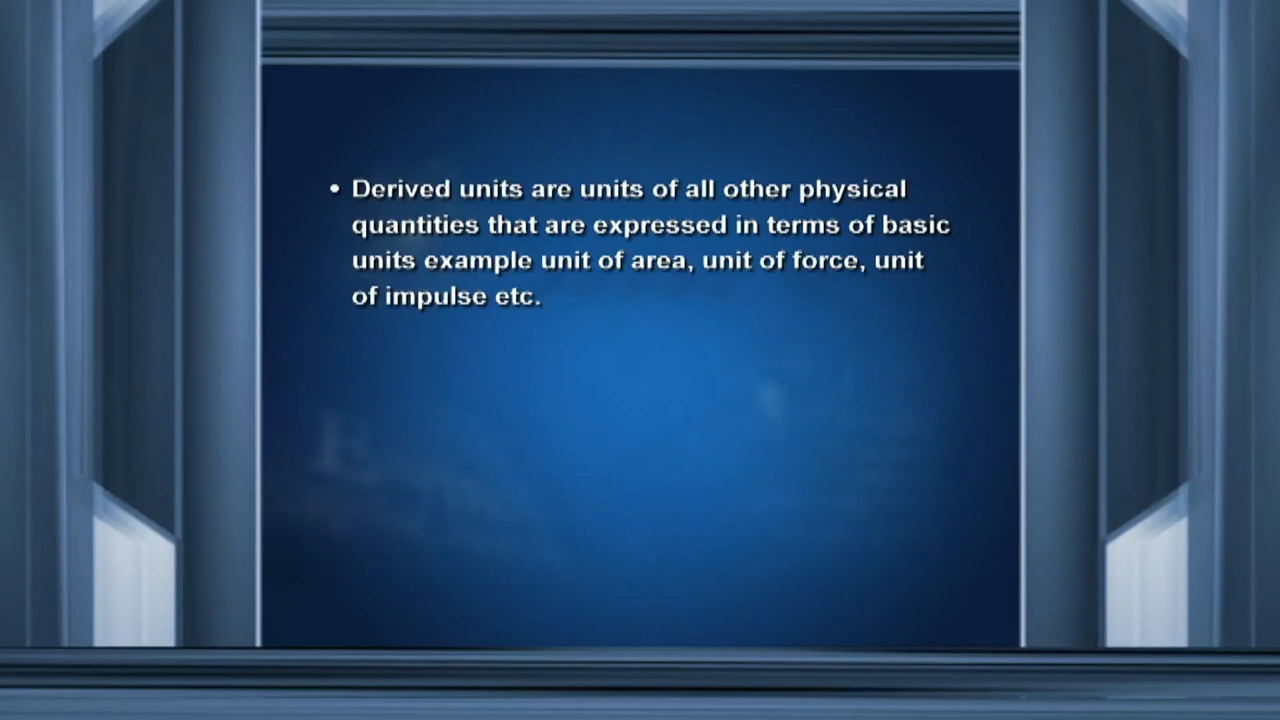 • Derived units are units of all other physical
quantities that are expressed in terms of basic
units example unit of area, unit of force, unit
of impulse etc.